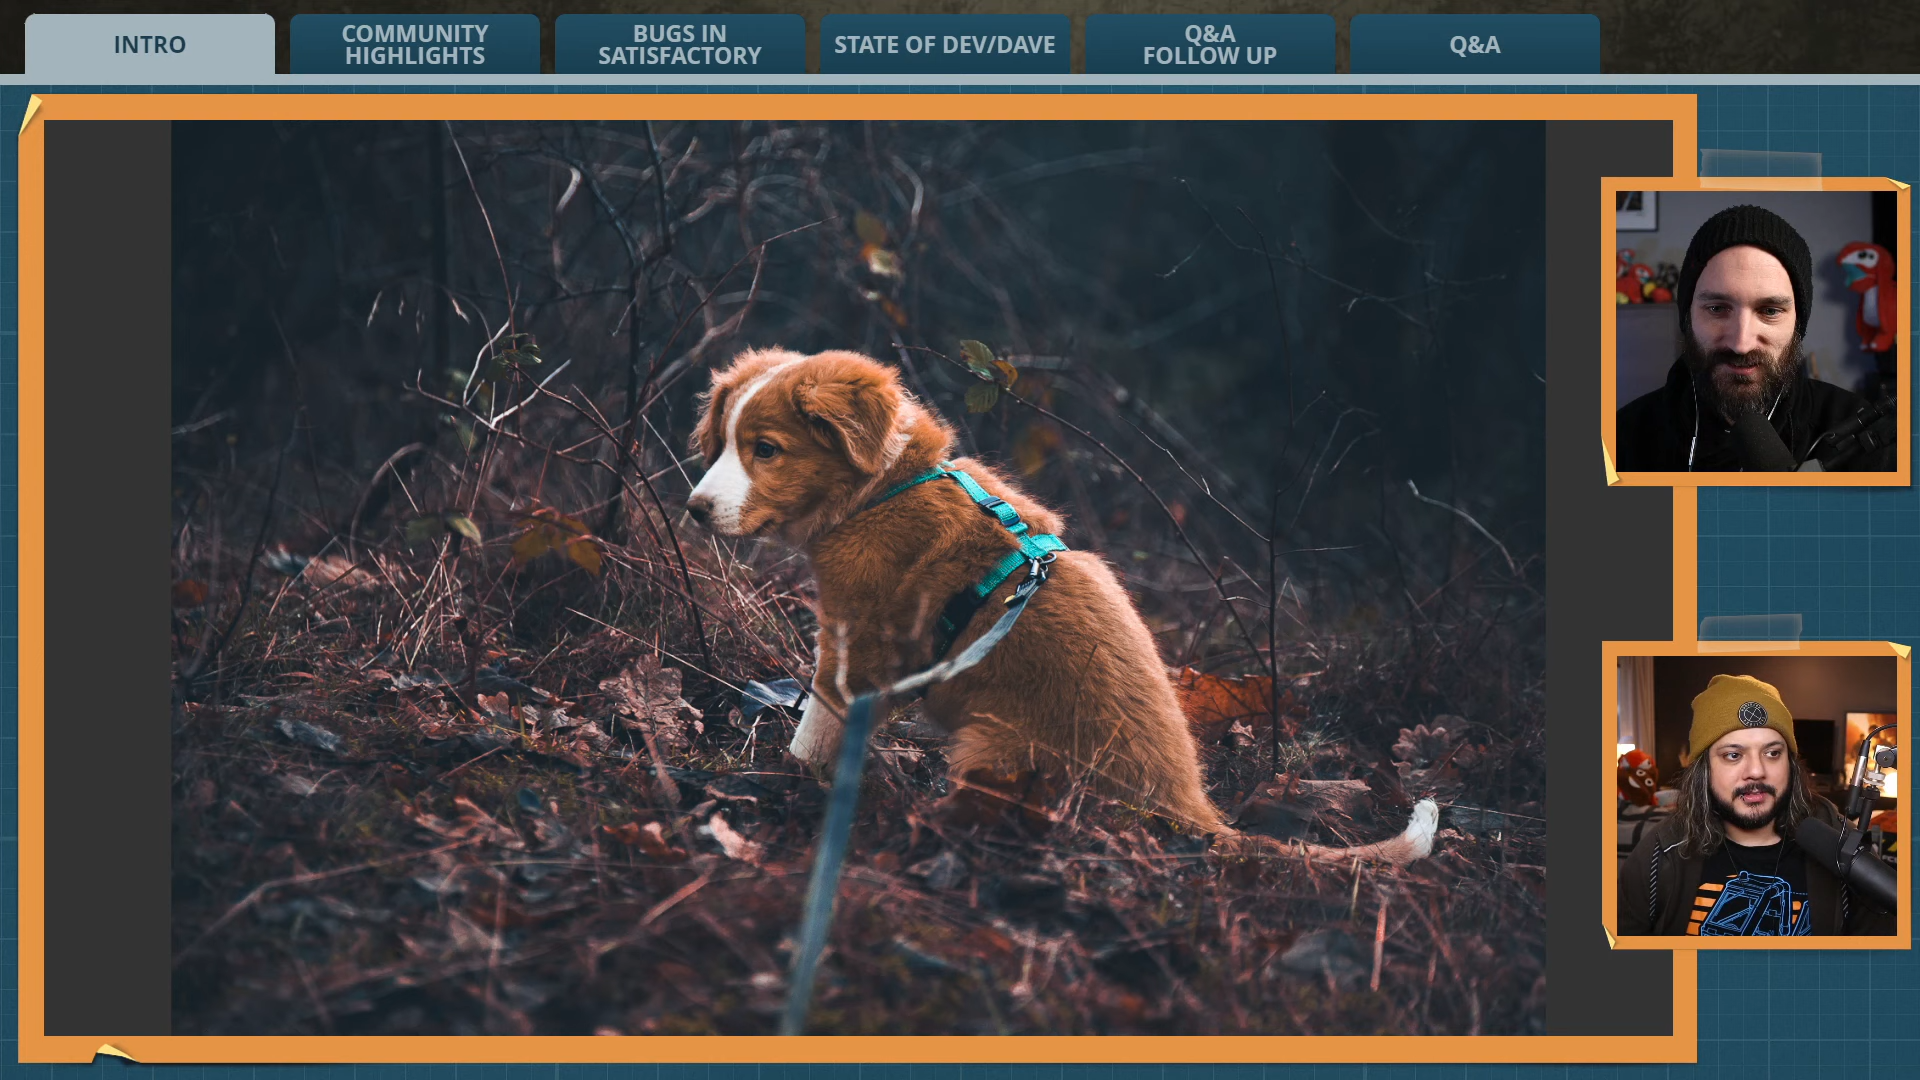 INTRO
COMMUNITY
HIGHLIGHTS
BUGS IN
SATISFACTORY
STATE OF DEV/DAVE
Q&A
FOLLOW UP
Q&A